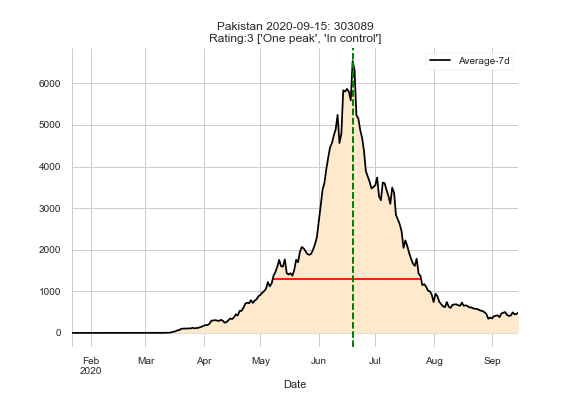 Pakistan 2020-09-15: 303089
Rating:3 ['One peak', 'In control']
Average-7d
6000
5000
4000
3000
2000
1000
0
Feb Mar Apr May Jun Jul Aug Sep
2020
Date